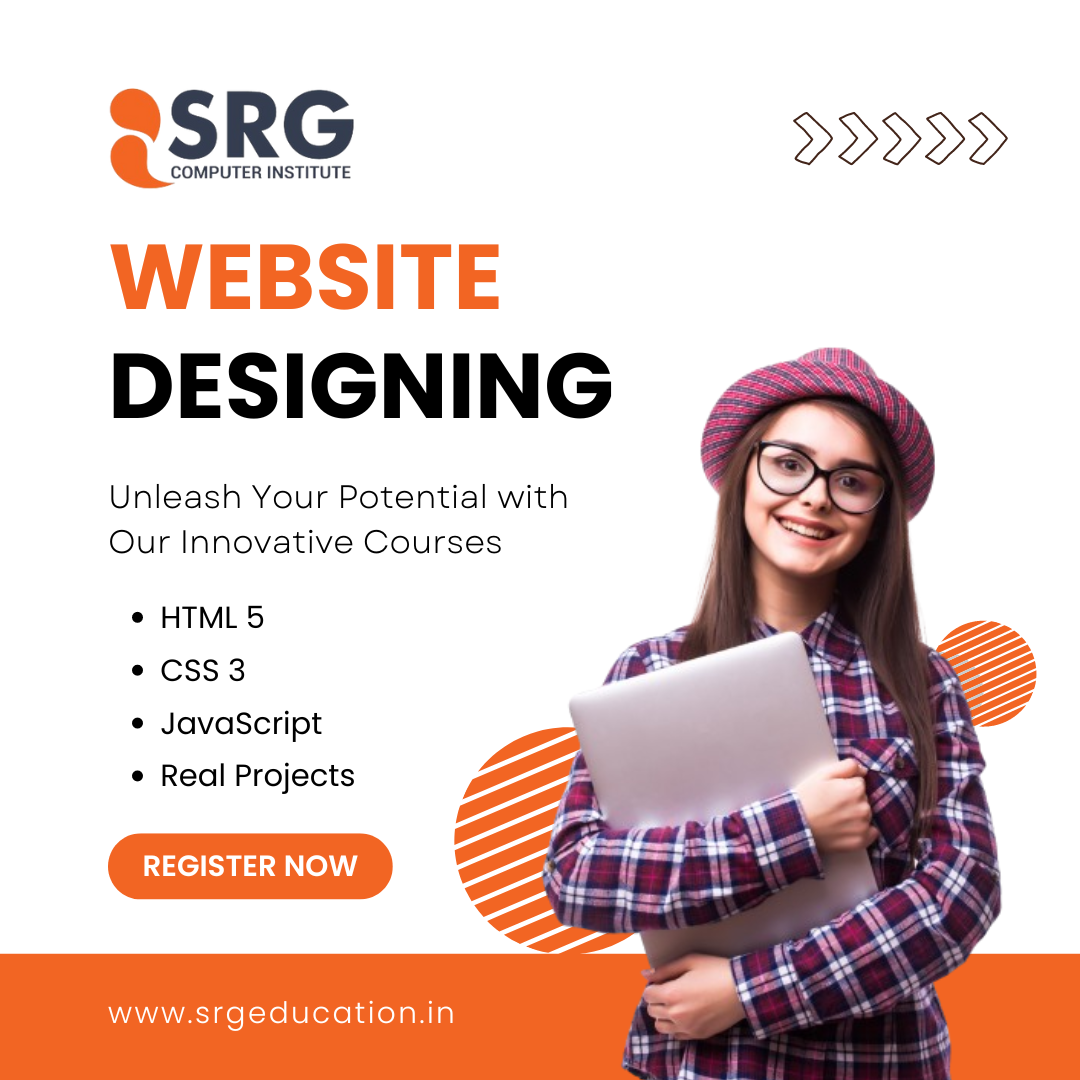 SRG
COMPUTER INSTITUTE
WEBSITE
DESIGNING
Unleash Your Potential with
Our Innovative Courses
HTML 5
CSS 3
JavaScript
Real Projects
REGISTER NOW
www.srgeducation.in